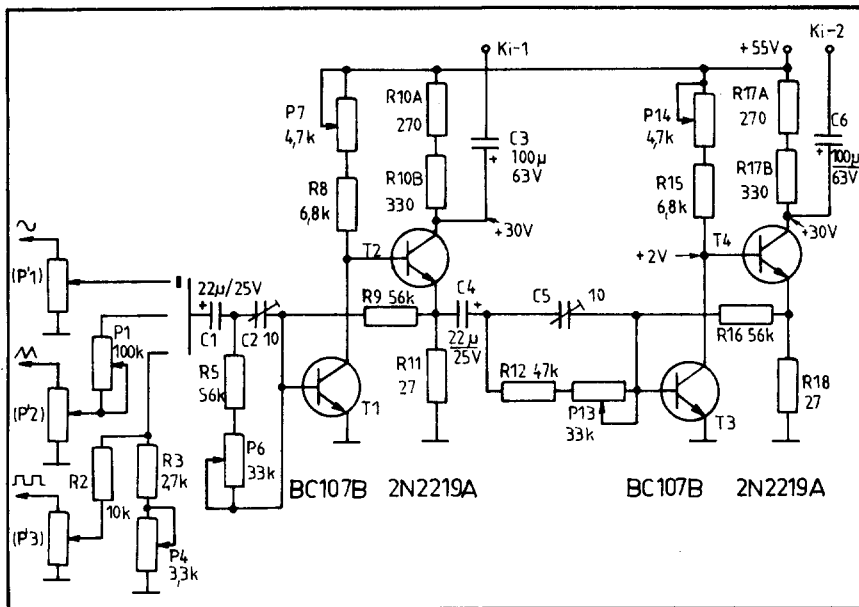 Ki-1
+55V
Ki-2
P7
4,7k
R10A
270
C3
+
100µ
63V
R10B
330
R8
6,8k
+30V
T2
P14
4,7k
R17A
270
C6
+
100µ
63V
R17B
330
R15
6,8k
+30V
T4
+2V
(P'1)
22µ/25V
+
C1
C2 10
R9 56k
C4
+
22µ
25V
C5
10
R16 56k
P1
100k
R5
56k
R11
27
R12 47k
P13
33k
R18
27
T1
T3
(P'2)
P6
33k
R2
10k
R3
2,7k
BC107B
2N2219A
BC107B
2N2219A
(P'3)
P4
3,3k